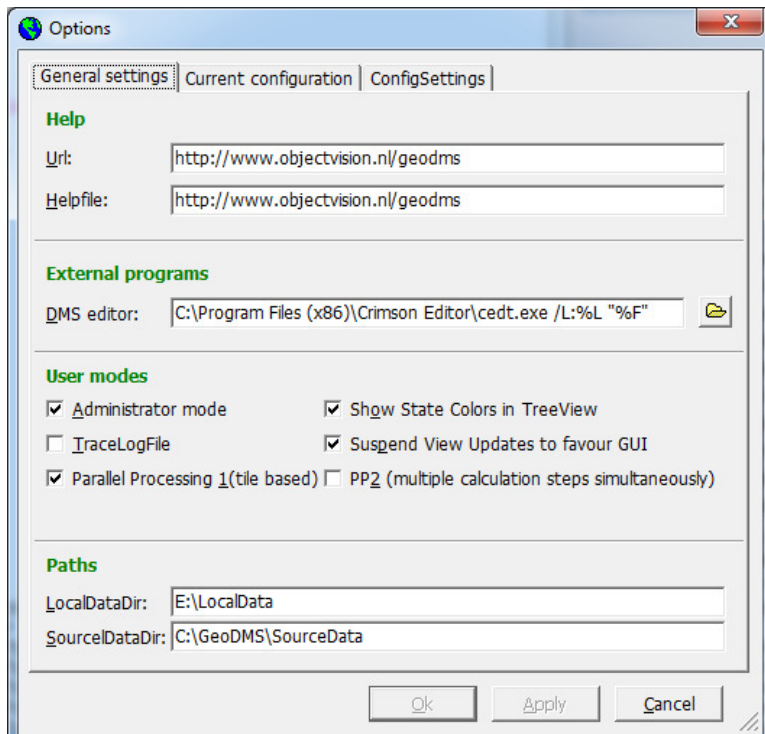 Options
General settings Current configuration ConfigSettings
Help
Url: http://www.objectvision.nl/geodms
Helpfile: http://www.objectvision.nl/geodms
External programs
DMS editor: C:\Program Files (x86)\Crimson Editor\cedt.exe /L:%L "%F"
User modes
Administrator mode Show State Colors in TreeView
TraceLogFile Suspend View Updates to favour GUI
Parallel Processing 1(tile based) PP2 (multiple calculation steps simultaneously)
Paths
LocalDataDir: E:\LocalData
SourcelDataDir: C:\GeoDMS\SourceData
Ok Apply Cancel